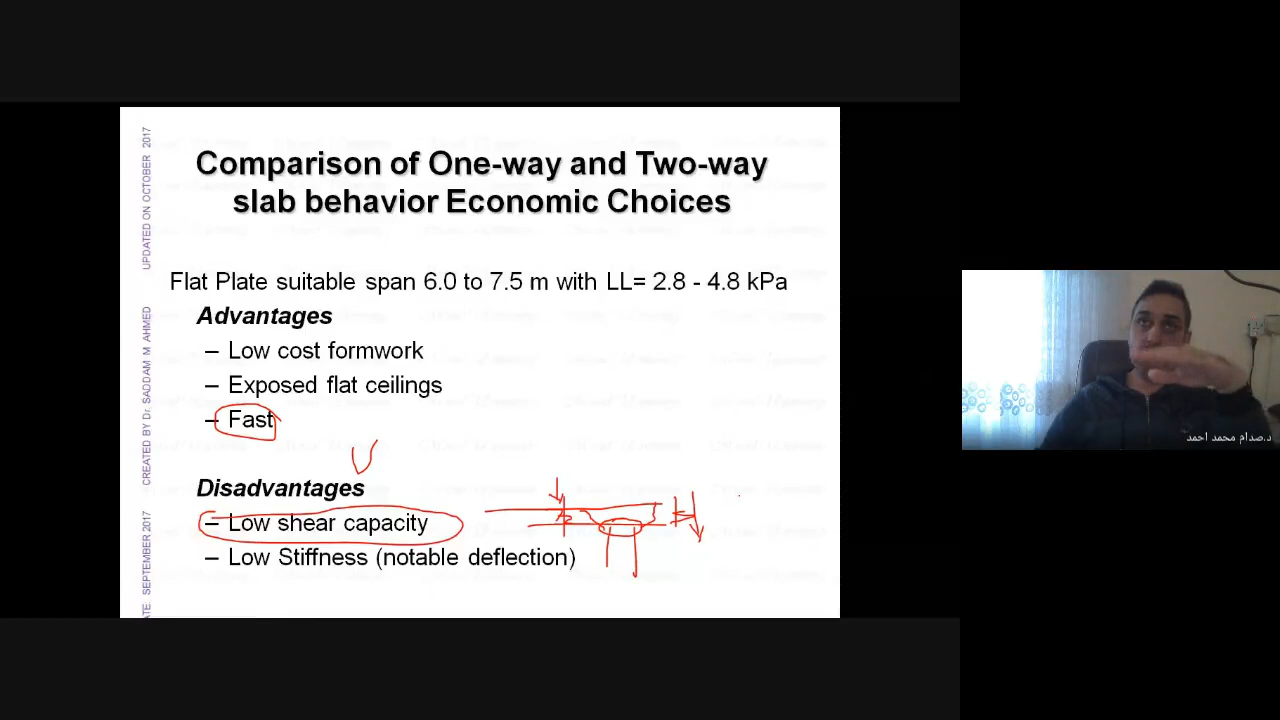 Comparison of One-way and Two-way
slab behavior Economic Choices
Flat Plate suitable span 6.0 to 7.5 m with LL= 2.8 - 4.8 kPa
Advantages
– Low cost formwork
– Exposed flat ceilings
– Fast
Disadvantages
– Low shear capacity
– Low Stiffness (notable deflection)
UPDATED ON OCTOBER 2017
CREATED BY Dr. SADDAM M AHMED
ATE: SEPTEMBER 2017
د.صدام محمد احمد